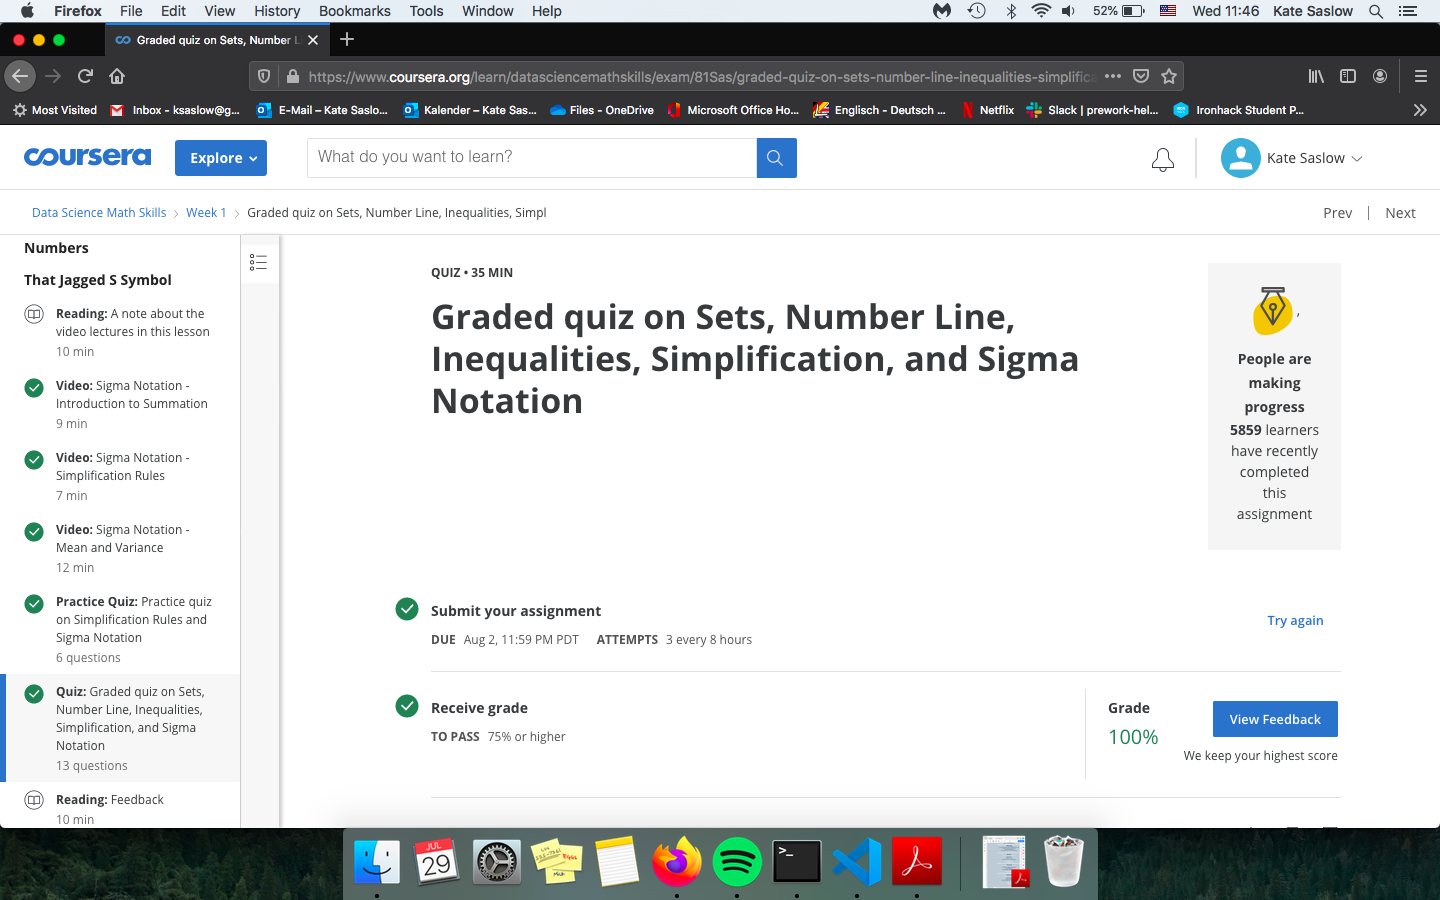 Firefox File Edit View History Bookmarks Tools Window Help 52% Wed 11:46 Kate Saslow
Graded quiz on Sets, Number L
https://www.coursera.org/learn/datasciencemathskills/exam/81Sas/graded-quiz-on-sets-number-line-inequalities-simplific
Most Visited Inbox - ksaslow@g... E-Mail – Kate Saslo... Kalender – Kate Sas... Files - OneDrive Microsoft Office Ho... Englisch - Deutsch ... Netflix Slack | prework-hel... Ironhack Student P...
coursera Explore What do you want to learn? Kate Saslow
Data Science Math Skills > Week 1 > Graded quiz on Sets, Number Line, Inequalities, Simpl Prev | Next
Numbers
That Jagged S Symbol
Reading: A note about the
video lectures in this lesson
10 min
Video: Sigma Notation -
Introduction to Summation
9 min
Video: Sigma Notation -
Simplification Rules
7 min
Video: Sigma Notation -
Mean and Variance
12 min
Practice Quiz: Practice quiz
on Simplification Rules and
Sigma Notation
6 questions
Quiz: Graded quiz on Sets,
Number Line, Inequalities,
Simplification, and Sigma
Notation
13 questions
Reading: Feedback
10 min
QUIZ • 35 MIN
Graded quiz on Sets, Number Line,
Inequalities, Simplification, and Sigma
Notation
,
People are
making
progress
5859 learners
have recently
completed
this
assignment
Submit your assignment
DUE Aug 2, 11:59 PM PDT ATTEMPTS 3 every 8 hours
Try again
Receive grade
TO PASS 75% or higher
Grade
100%
View Feedback
We keep your highest score
JUL
29